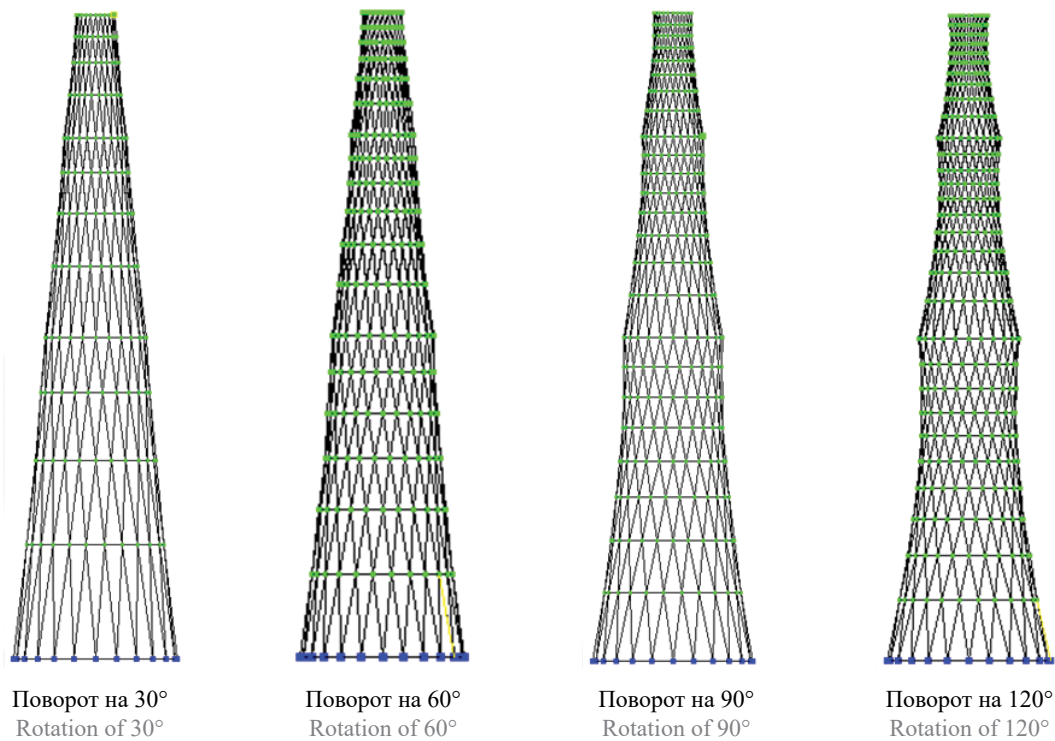 Поворот на 30°
Rotation of 30°
Поворот на 60°
Rotation of 60°
Поворот на 90°
Rotation of 90°
Поворот на 120°
Rotation of 120°